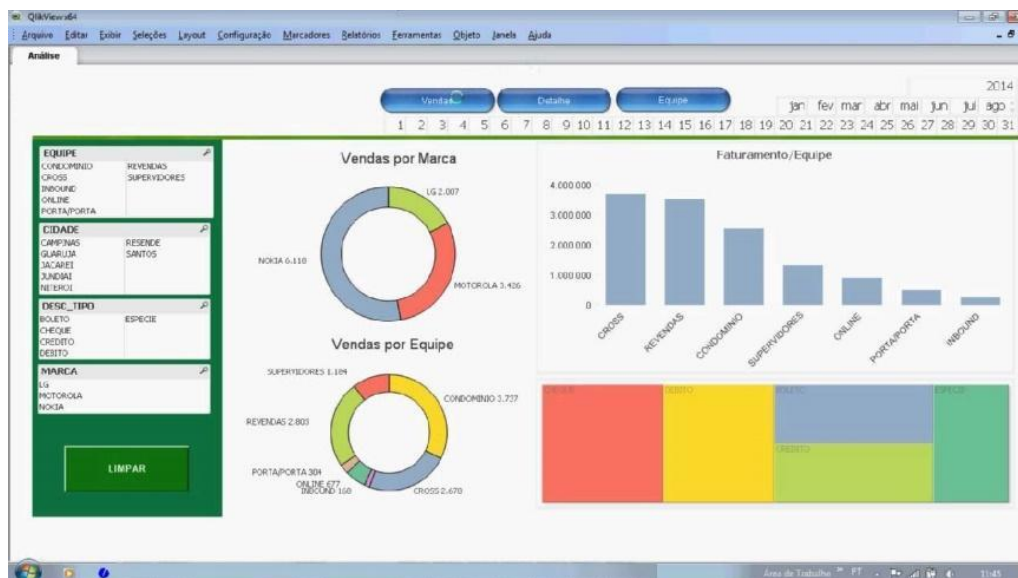 QlikView x64
Arquivo Editar Exibir Seleções Layout Configuração Marcadores Relatórios Ferramentas Objeto Janela Ajuda
Análise
2014
Vendas Detalhe Equipe
jan fev mar abr mai jun jul ago
1 2 3 4 5 6 7 8 9 10 11 12 13 14 15 16 17 18 19 20 21 22 23 24 25 26 27 28 29 30 31
EQUIPE
CONDOMINIO REVENDAS
CROSS SUPERVIDORES
INBOUND
ONLINE
PORTA/PORTA
CIDADE
CAMPINAS RESENDE
GUARUJA SANTOS
JACAREI
JUNDIAI
NITEROI
DESC_TIPO
BOLETO ESPECIE
CHEQUE
CREDITO
DEBITO
MARCA
LG
MOTOROLA
NOKIA
LIMPAR
Vendas por Marca
LG 2.007
NOKIA 6.118
MOTOROLA 3.426
Vendas por Equipe
SUPERVIDORES 1.184
CONDOMINIO 3.737
REVENDAS 2.803
PORTA/PORTA 304
ONLINE 677
INBOUND 168
CROSS 2.678
Faturamento/Equipe
4.000.000
3.000.000
2.000.000
1.000.000
0
CROSS
REVENDAS
CONDOMINIO
SUPERVIDORES
ONLINE
PORTA/PORTA
INBOUND
CHEQUE DEBITO BOLETO ESPECIE
CREDITO
Área de Trabalho PT 11:45